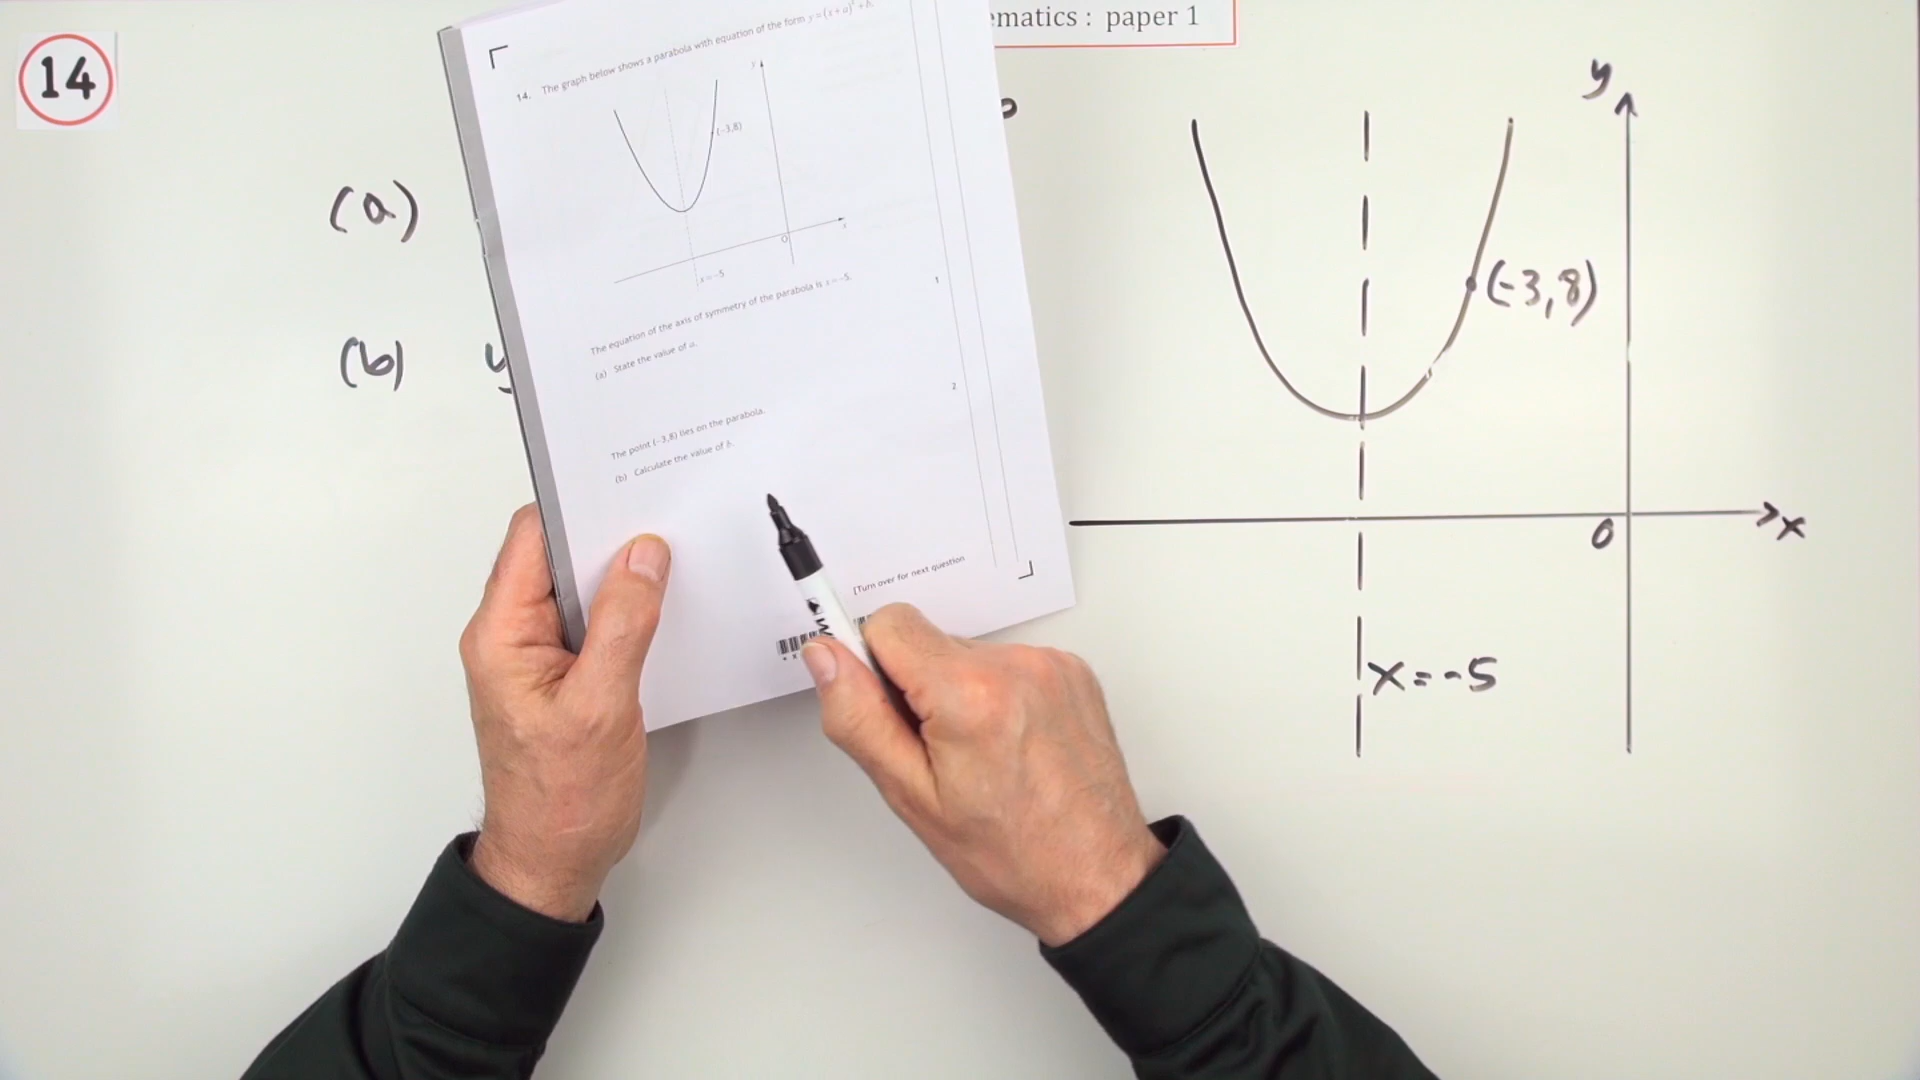 14
ematics : paper 1
14. The graph below shows a parabola with equation of the form y = (x + a)² + b.
y
(−3,8)
O
x
x = −5
The equation of the axis of symmetry of the parabola is x = −5.
(a) State the value of a.
1
The point (−3,8) lies on the parabola.
(b) Calculate the value of b.
2
[Turn over for next question
(a)
(b) y
y
(-3,8)
0
x
x=-5